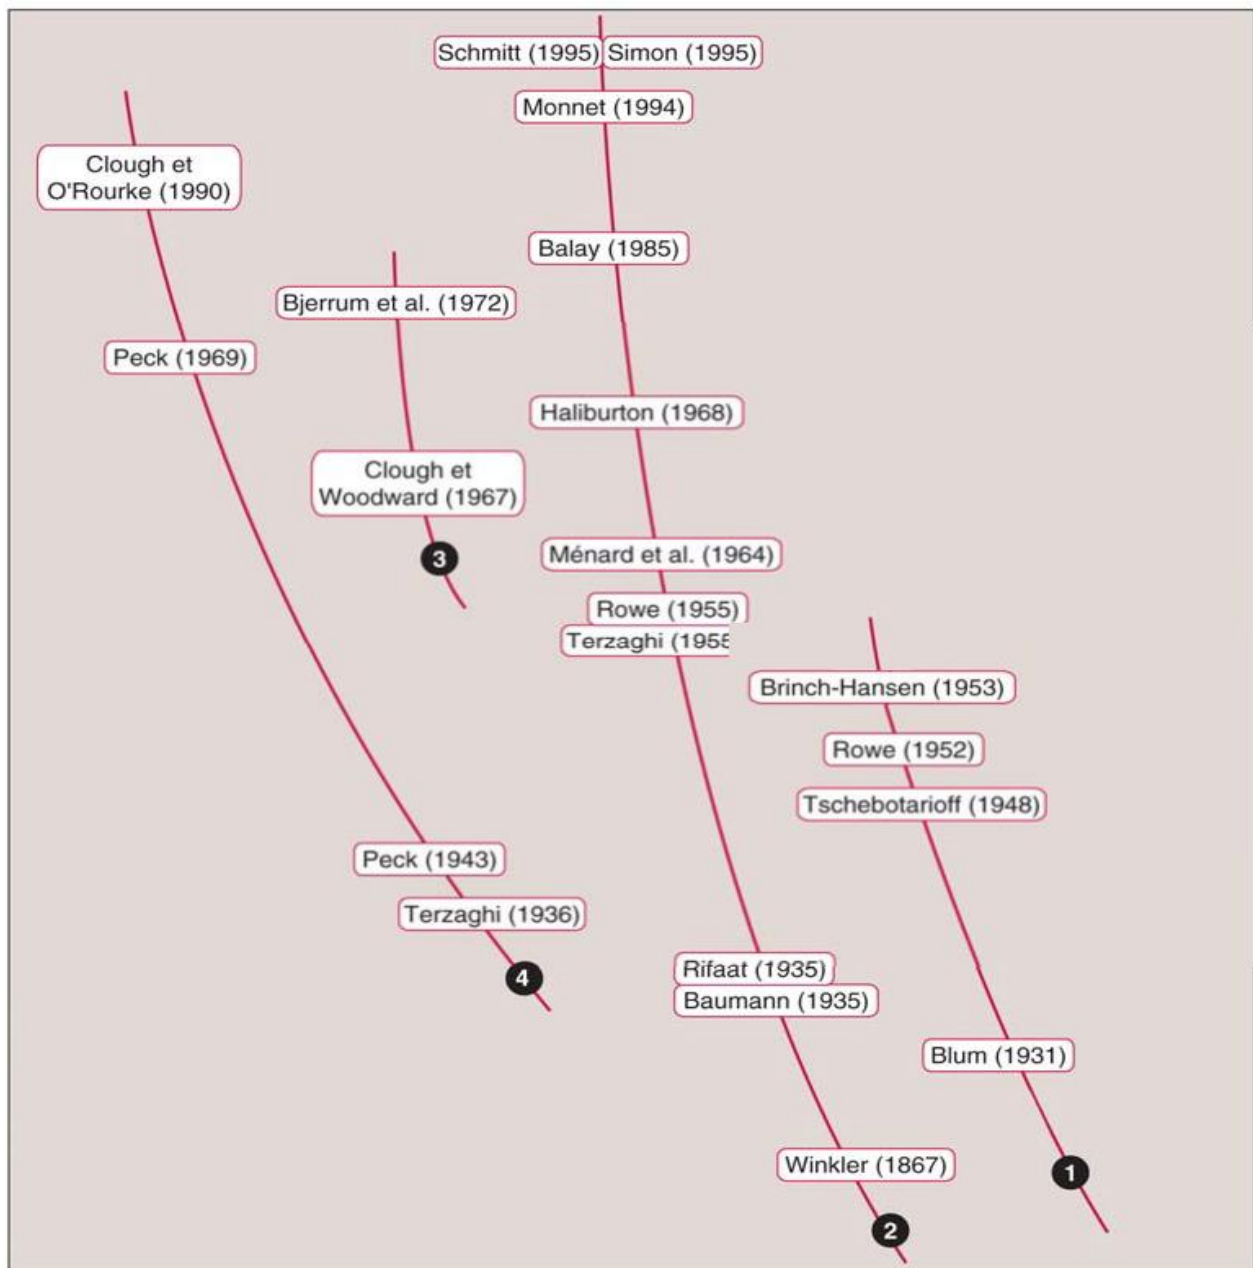 Schmitt (1995)
Simon (1995)
Monnet (1994)
Clough et
O'Rourke (1990)
Balay (1985)
Bjerrum et al. (1972)
Peck (1969)
Haliburton (1968)
Clough et
Woodward (1967)
3
Ménard et al. (1964)
Rowe (1955)
Terzaghi (1955
Brinch-Hansen (1953)
Rowe (1952)
Tschebotarioff (1948)
Peck (1943)
Terzaghi (1936)
4
Rifaat (1935)
Baumann (1935)
Blum (1931)
Winkler (1867)
1
2